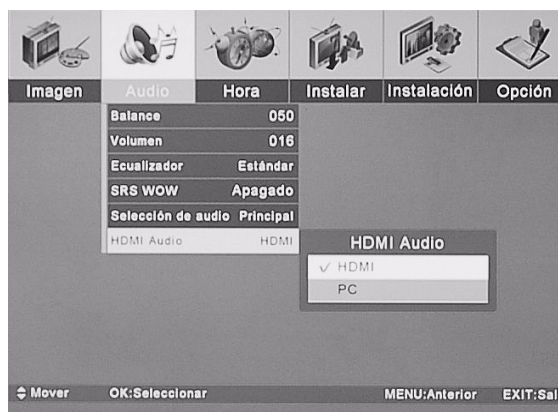 Imagen Audio Hora Instalar Instalación Opción
Balance 050
Volumen 016
Ecualizador Estándar
SRS WOW Apagado
Selección de audio Principal
HDMI Audio HDMI
HDMI Audio
✓ HDMI
PC
Mover OK:Seleccionar MENU:Anterior EXIT:Sal